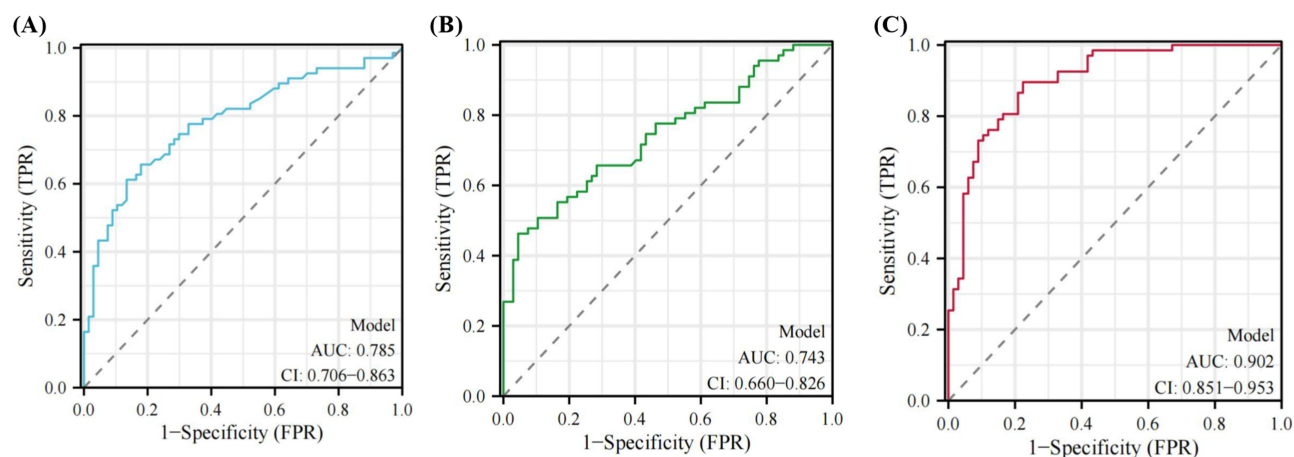 (A)
1.0
0.8
0.6
0.4
0.2
0.0
Sensitivity (TPR)
Model
AUC: 0.785
CI: 0.706−0.863
0.0 0.2 0.4 0.6 0.8 1.0
1−Specificity (FPR)
(B)
1.0
0.8
0.6
0.4
0.2
0.0
Sensitivity (TPR)
Model
AUC: 0.743
CI: 0.660−0.826
0.0 0.2 0.4 0.6 0.8 1.0
1−Specificity (FPR)
(C)
1.0
0.8
0.6
0.4
0.2
0.0
Sensitivity (TPR)
Model
AUC: 0.902
CI: 0.851−0.953
0.0 0.2 0.4 0.6 0.8 1.0
1−Specificity (FPR)